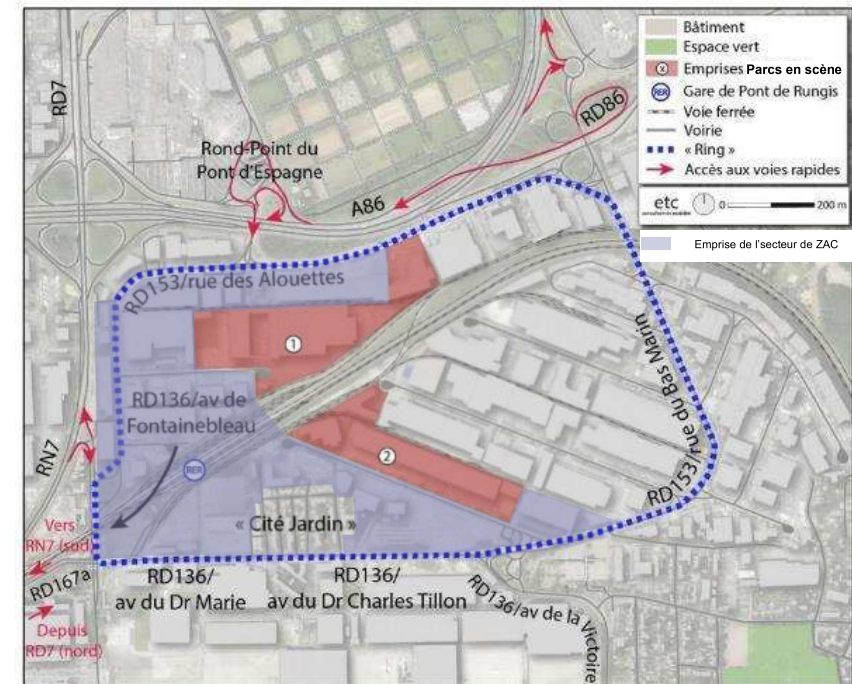 Bâtiment
Espace vert
x Emprises Parcs en scène
RER Gare de Pont de Rungis
Voie ferrée
Voirie
« Ring »
Accès aux voies rapides
etc
0 200 m
Emprise de l'secteur de ZAC
RD7
RD86
Rond-Point du
Pont d'Espagne
A86
RD153/rue des Alouettes
1
RD136/av de
Fontainebleau
RD153/rue du Bas Marin
RN7
RER
2
« Cité Jardin »
Vers
RN7 (sud)
RD167a
Depuis
RD7 (nord)
RD136/
av du Dr Marie
RD136/
av du Dr Charles Tillon
RD136/av de la Victoire